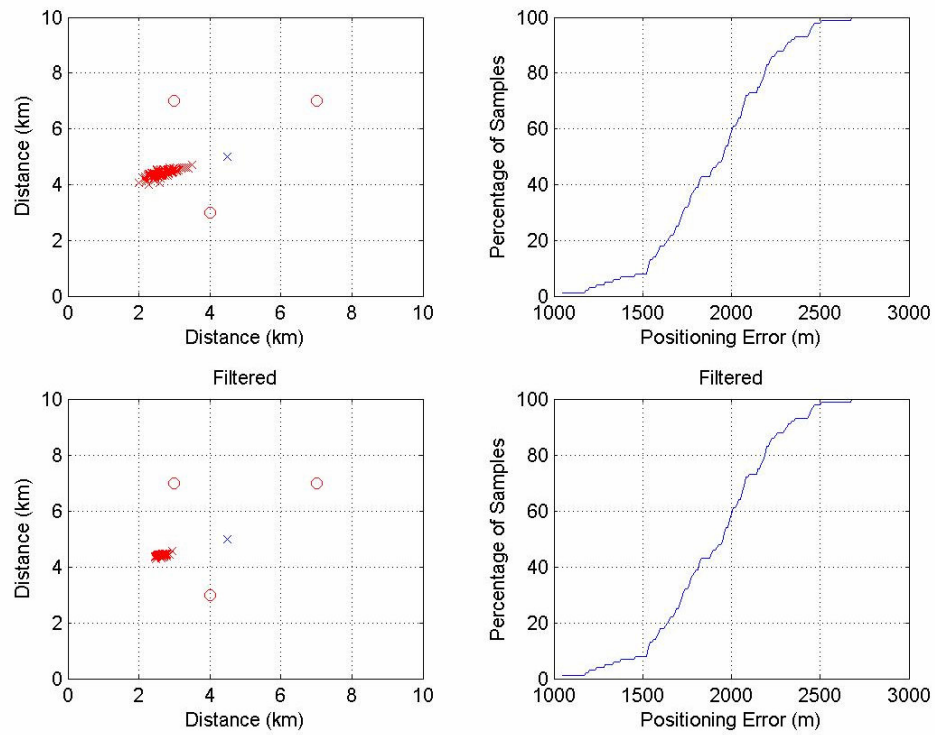 10
8
6
4
2
0
0 2 4 6 8 10
Distance (km)
Distance (km)
100
80
60
40
20
0
1000 1500 2000 2500 3000
Percentage of Samples
Positioning Error (m)
Filtered
10
8
6
4
2
0
0 2 4 6 8 10
Distance (km)
Distance (km)
Filtered
100
80
60
40
20
0
1000 1500 2000 2500 3000
Percentage of Samples
Positioning Error (m)